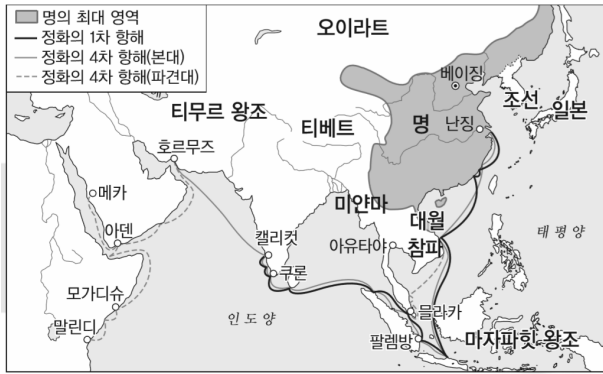 명의 최대 영역
정화의 1차 항해
정화의 4차 항해(본대)
정화의 4차 항해(파견대)
오이라트
베이징
조선
일본
티무르 왕조
티베트
명
난징
호르무즈
메카
미얀마
대월
아덴
캘리컷
아유타야
참파
태평양
쿠론
모가디슈
믈라카
말린디
인도양
팔렘방
마자파힛 왕조